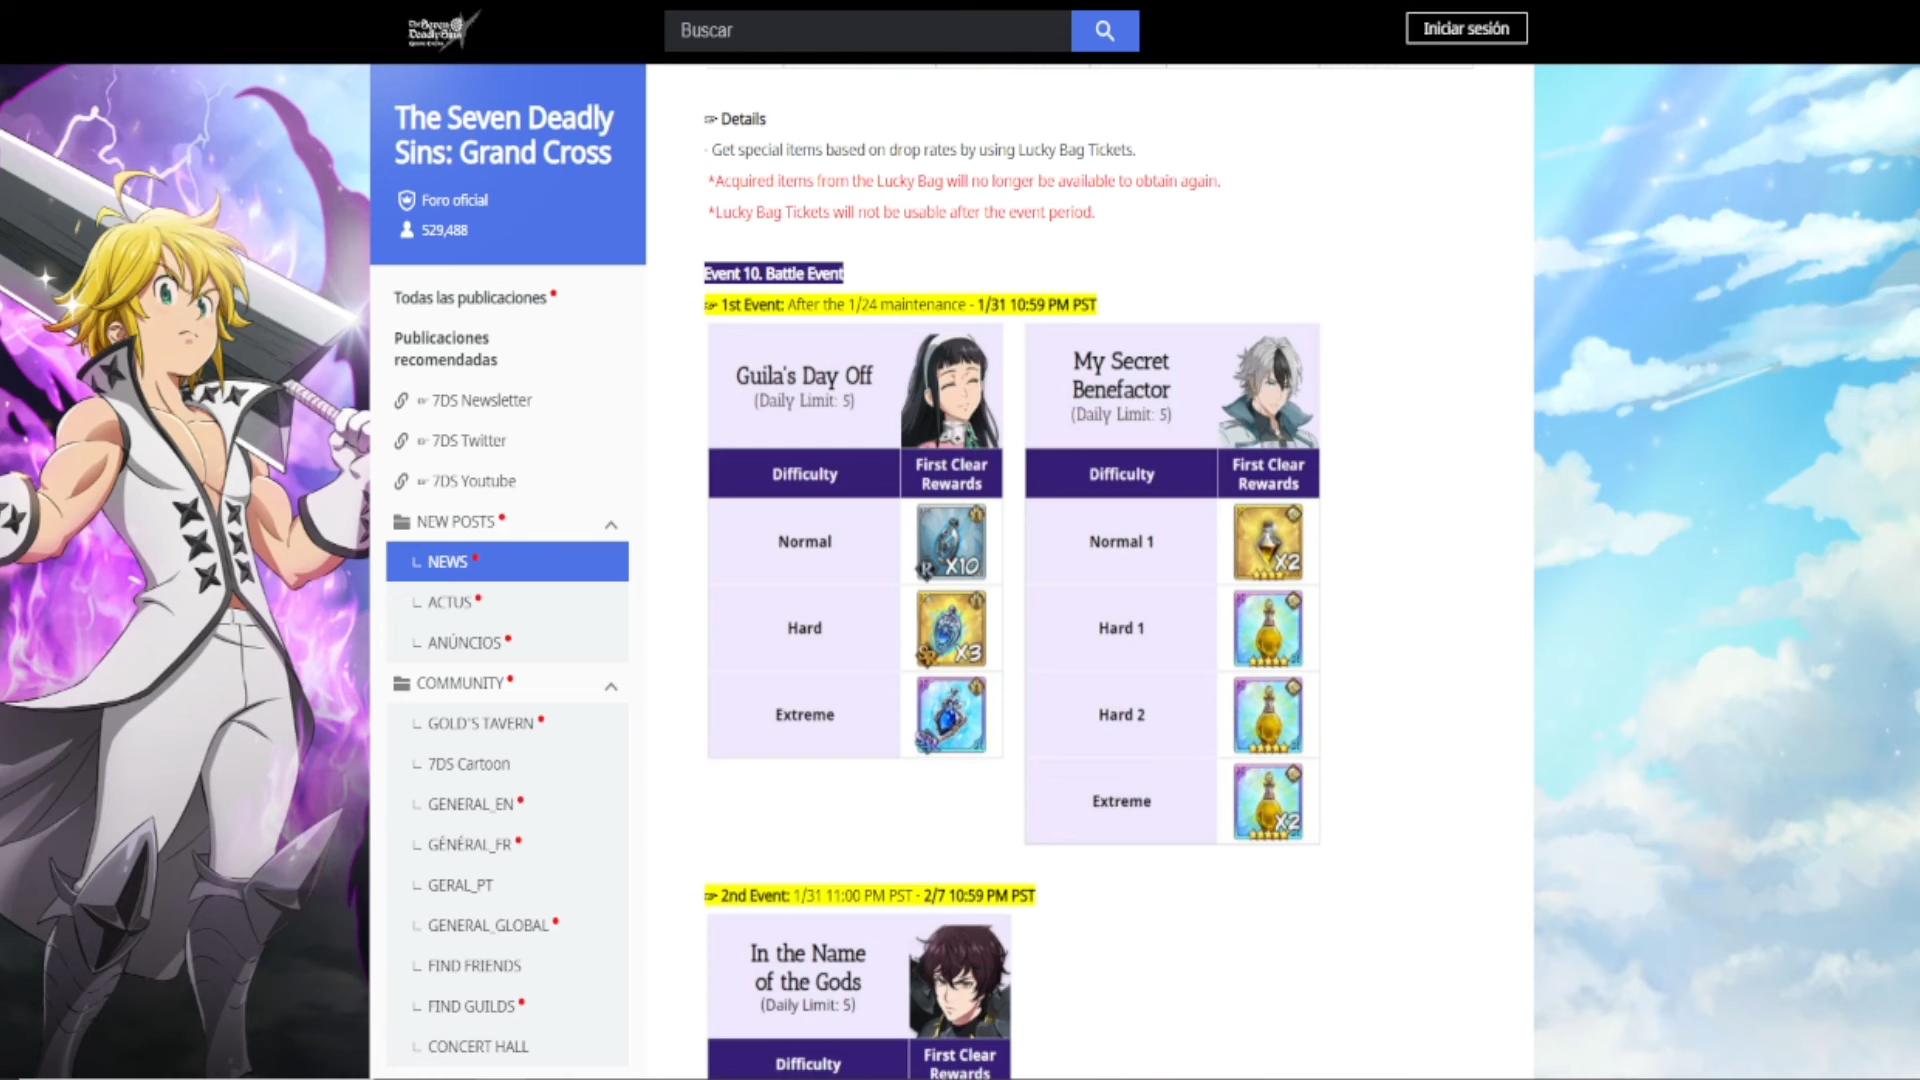 The Seven
Deadly Sins
Buscar
Iniciar sesión
The Seven Deadly
Sins: Grand Cross
Foro oficial
529,488
Todas las publicaciones
Publicaciones
recomendadas
7DS Newsletter
7DS Twitter
7DS Youtube
NEW POSTS
NEWS
ACTUS
ANÚNCIOS
COMMUNITY
GOLD'S TAVERN
7DS Cartoon
GENERAL_EN
GÉNÉRAL_FR
GERAL_PT
GENERAL_GLOBAL
FIND FRIENDS
FIND GUILDS
CONCERT HALL
☞ Details
· Get special items based on drop rates by using Lucky Bag Tickets.
*Acquired items from the Lucky Bag will no longer be available to obtain again.
*Lucky Bag Tickets will not be usable after the event period.
Event 10. Battle Event
☞ 1st Event: After the 1/24 maintenance - 1/31 10:59 PM PST
Guila's Day Off
(Daily Limit: 5)
Difficulty
First Clear
Rewards
Normal
R X10
Hard
X3
Extreme
My Secret
Benefactor
(Daily Limit: 5)
Difficulty
First Clear
Rewards
Normal 1
X2
Hard 1
Hard 2
Extreme
X2
☞ 2nd Event: 1/31 11:00 PM PST - 2/7 10:59 PM PST
In the Name
of the Gods
(Daily Limit: 5)
Difficulty
First Clear
Rewards